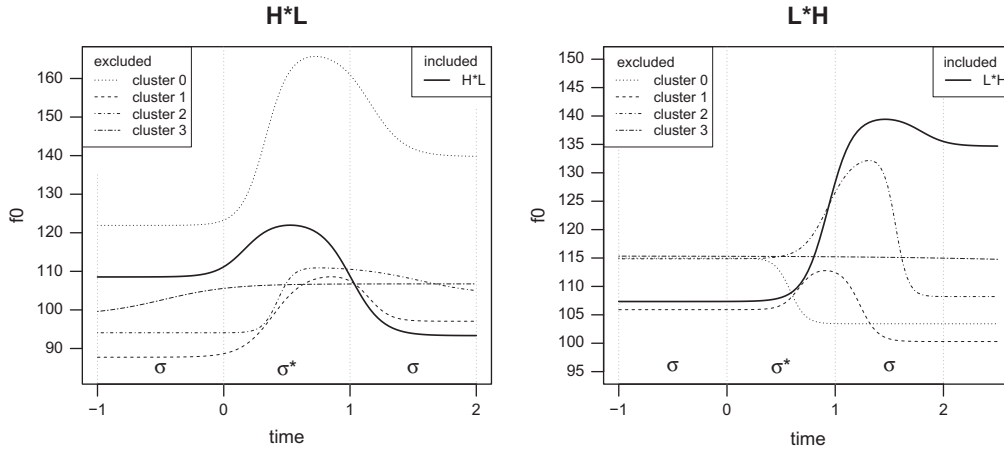 H*L
excluded
cluster 0
cluster 1
cluster 2
cluster 3
included
H*L
160
150
140
130
120
110
100
90
f0
σ
σ*
σ
−1
0
1
2
time
L*H
excluded
cluster 0
cluster 1
cluster 2
cluster 3
included
L*H
150
145
140
135
130
125
120
115
110
105
100
95
f0
σ
σ*
σ
−1
0
1
2
time